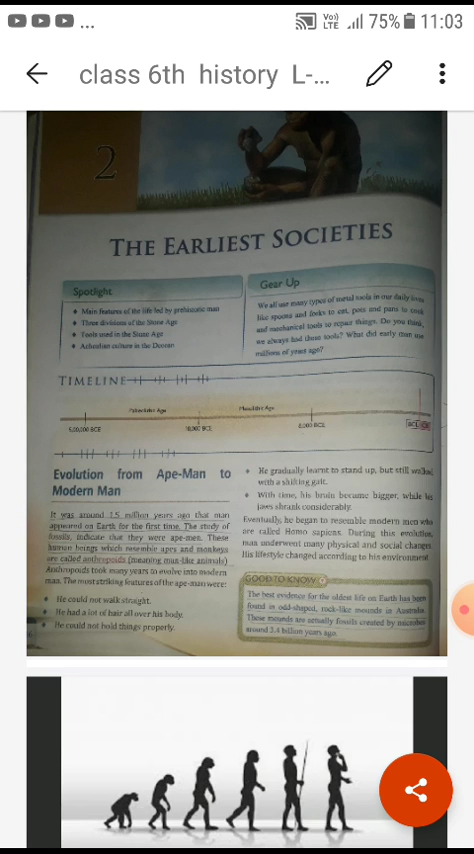 ... Vo)) LTE 75% 11:03
class 6th history L-...
2
THE EARLIEST SOCIETIES
Spotlight
Main features of the life led by prehistoric man
Three divisions of the Stone Age
Tools used in the Stone Age
Acheulian culture in the Deccan
Gear Up
We all use many types of metal tools in our daily lives
like spoons and forks to eat, pots and pans to cook
and mechanical tools to repair things. Do you think,
we always had these tools? What did early man use
millions of years ago?
TIMELINE
Palaeolithic Age
Mesolithic Age
5,00,000 BCE
10,000 BCE
8,000 BCE
BCE CE
Evolution from Ape-Man to
Modern Man
It was around 1.5 million years ago that man
appeared on Earth for the first time. The study of
fossils, indicate that they were ape-men. These
human beings which resemble apes and monkeys
are called anthropoids (meaning man-like animals)
Anthropoids took many years to evolve into modern
man. The most striking features of the ape-man were:
He could not walk straight.
He had a lot of hair all over his body.
He could not hold things properly.
He gradually learnt to stand up, but still walked
with a shifting gait.
With time, his brain became bigger, while his
jaws shrank considerably.
Eventually, he began to resemble modern men who
are called Homo sapiens. During this evolution,
man underwent many physical and social changes
His lifestyle changed according to his environment
GOOD TO KNOW
The best evidence for the oldest life on Earth has been
found in odd-shaped, rock-like mounds in Australia.
These mounds are actually fossils created by microbes
around 3.4 billion years ago.